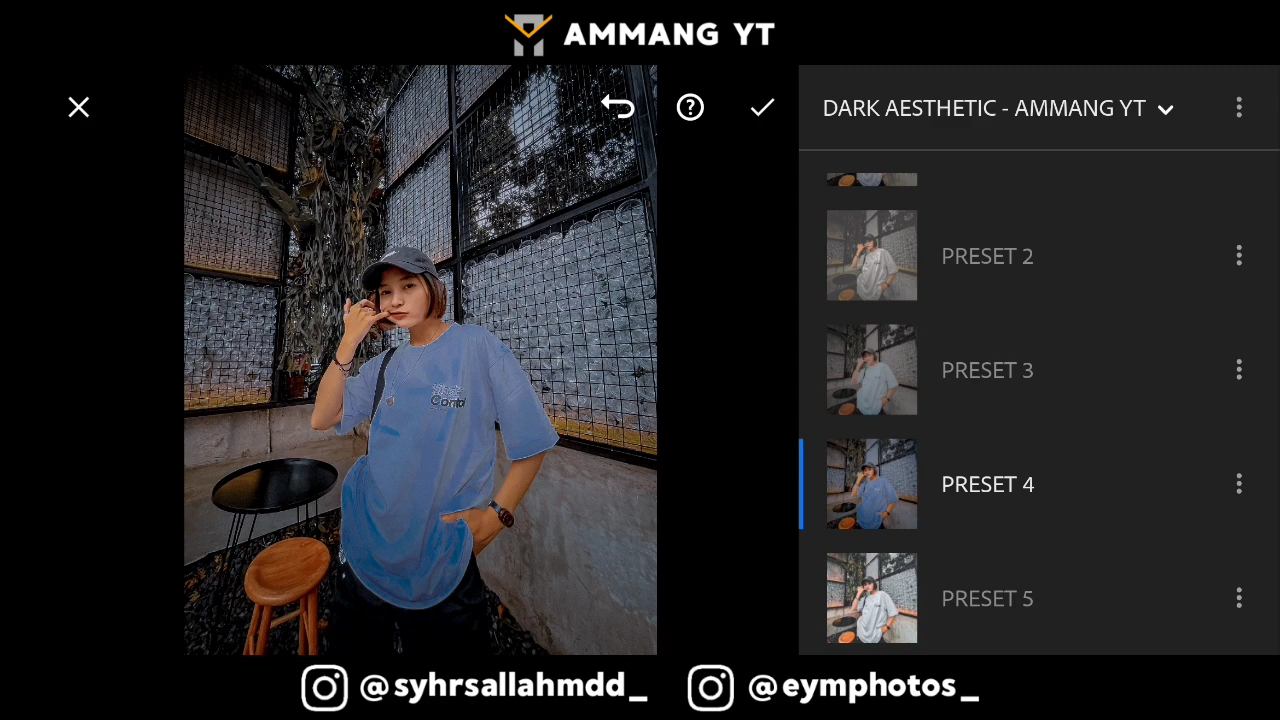 AMMANG YT
DARK AESTHETIC - AMMANG YT
PRESET 2
PRESET 3
PRESET 4
PRESET 5
@syhrsallahmdd_ @eymphotos_